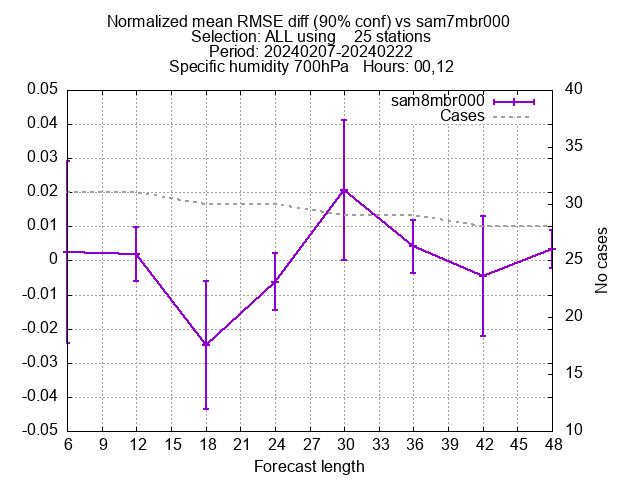 Normalized mean RMSE diff (90% conf) vs sam7mbr000
Selection: ALL using    25 stations
Period: 20240207-20240222
Specific humidity 700hPa   Hours: 00,12
sam8mbr000
Cases
0.05
0.04
0.03
0.02
0.01
0
-0.01
-0.02
-0.03
-0.04
-0.05
40
35
30
25
20
15
10
No cases
6 9 12 15 18 21 24 27 30 33 36 39 42 45 48
Forecast length